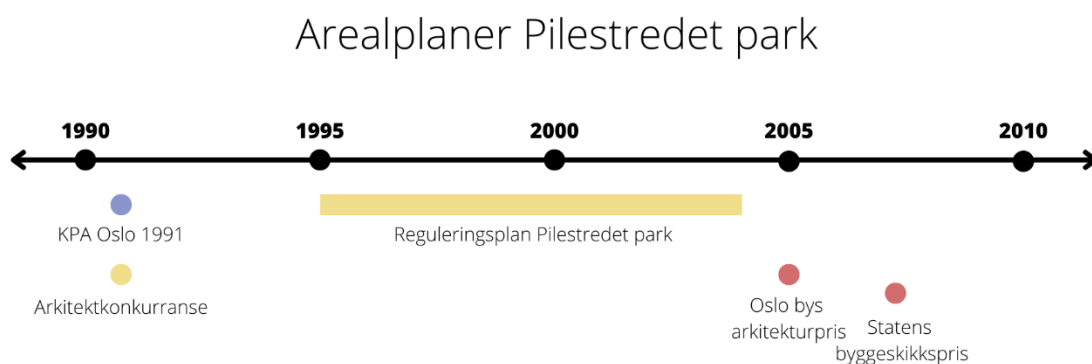 Arealplaner Pilestredet park
1990
1995
2000
2005
2010
KPA Oslo 1991
Reguleringsplan Pilestredet park
Arkitektkonkurranse
Oslo bys
arkitekturpris
Statens
byggeskikkspris